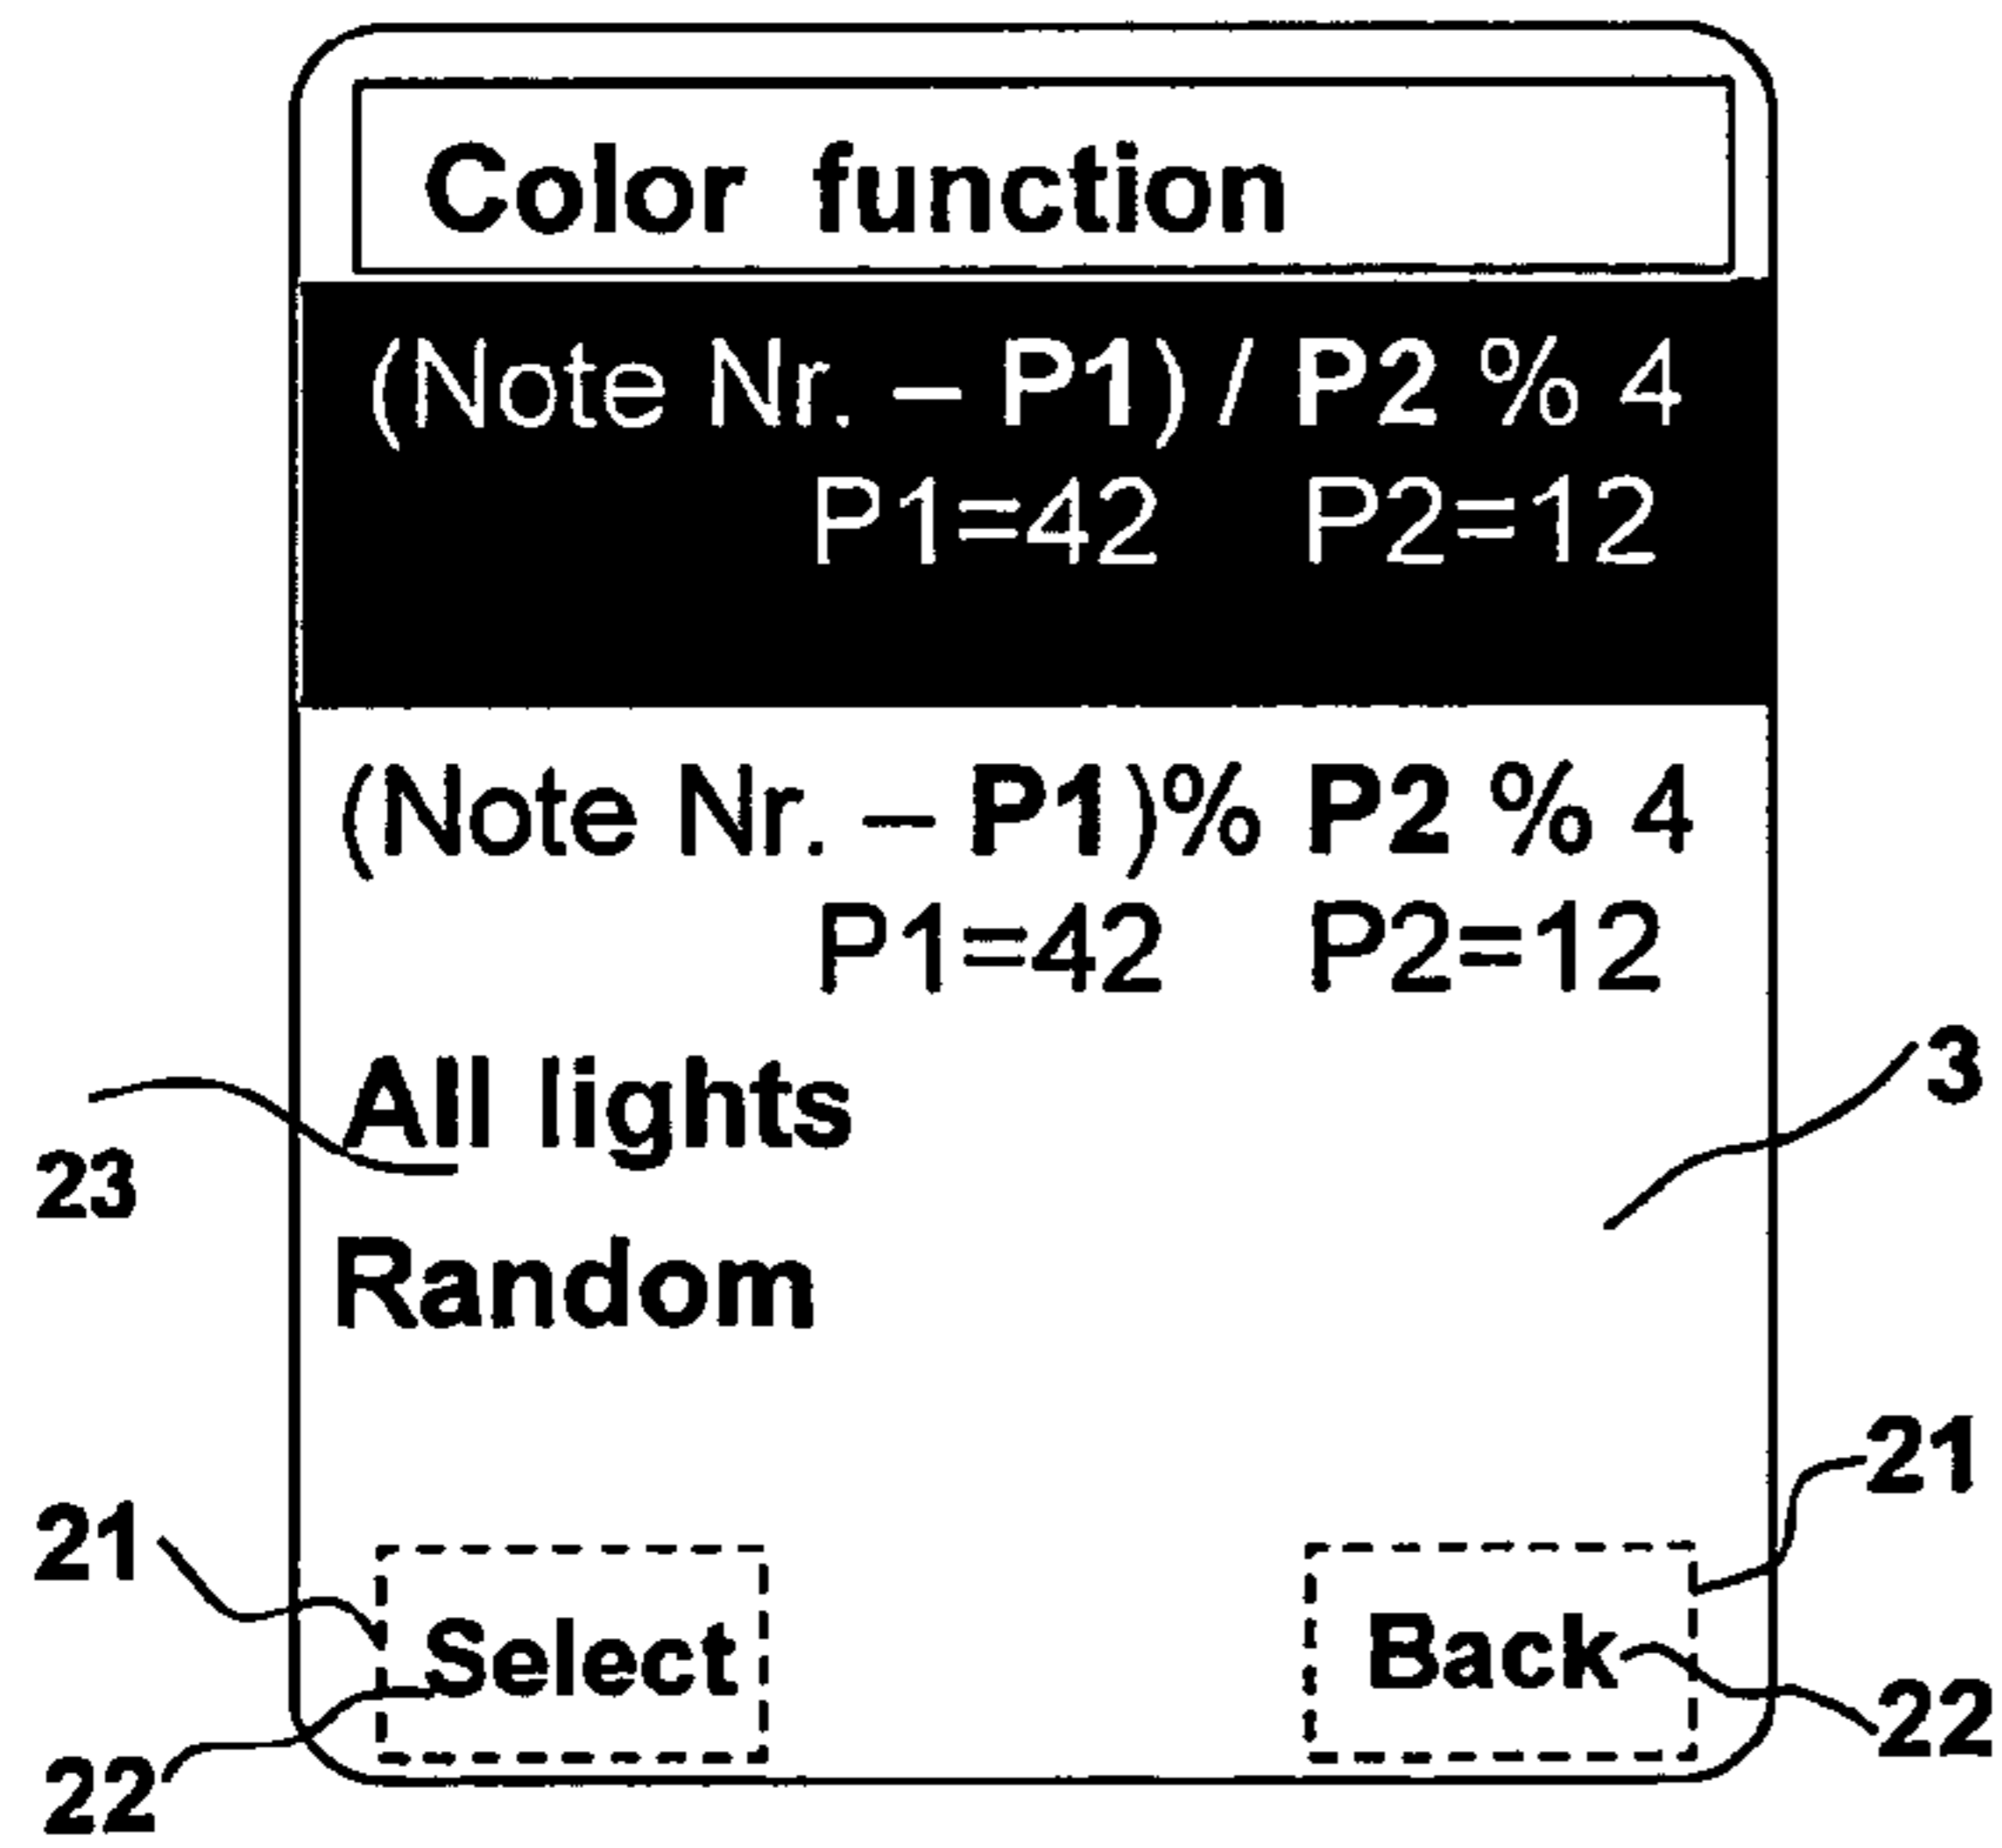 Color function
(Note Nr. – P1) / P2 % 4
P1=42 P2=12
(Note Nr. – P1)% P2 % 4
P1=42 P2=12
3
All lights
23
Random
21
21
Select
Back
22
22